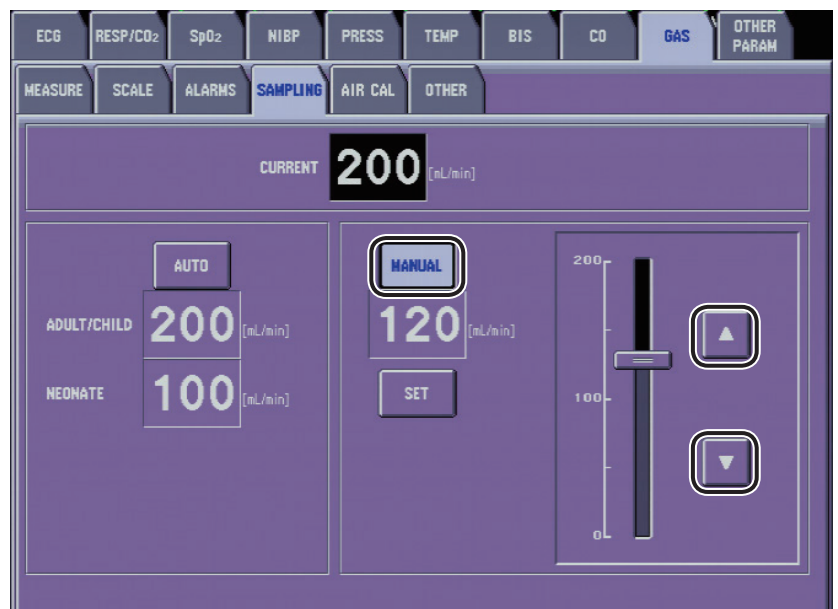 ECG RESP/CO2 SpO2 NIBP PRESS TEMP BIS CO GAS OTHER PARAM
MEASURE SCALE ALARMS SAMPLING AIR CAL OTHER
CURRENT 200 [mL/min]
AUTO
ADULT/CHILD 200 [mL/min]
NEONATE 100 [mL/min]
MANUAL
120 [mL/min]
SET
200
100
0